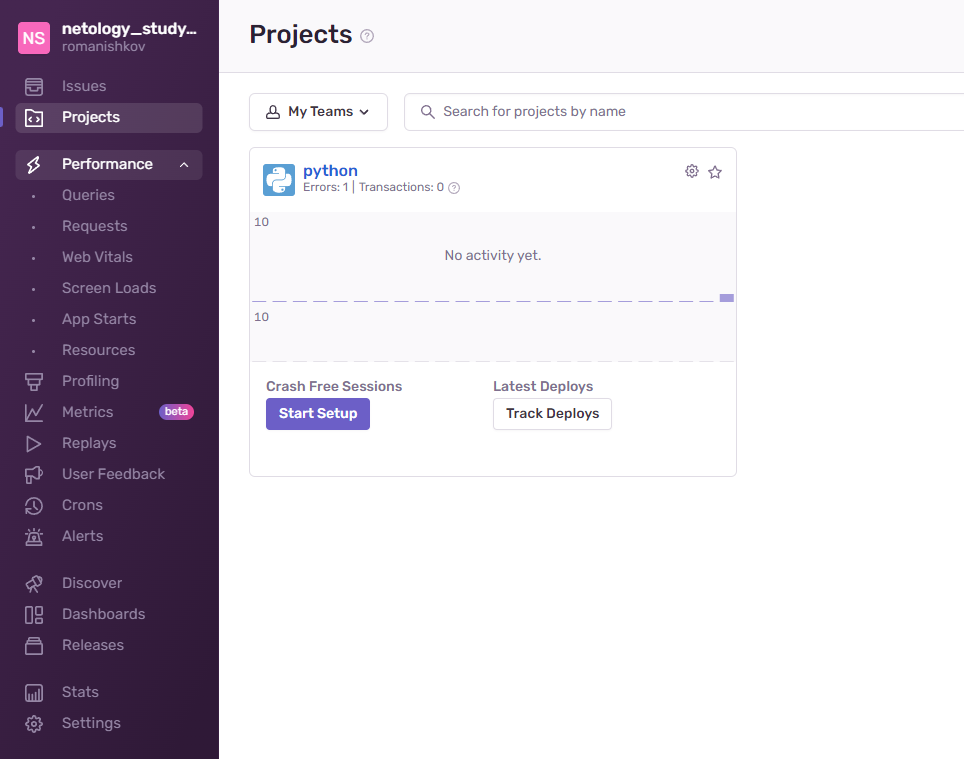 NS
netology_study...
romanishkov
Issues
Projects
Performance
Queries
Requests
Web Vitals
Screen Loads
App Starts
Resources
Profiling
Metrics beta
Replays
User Feedback
Crons
Alerts
Discover
Dashboards
Releases
Stats
Settings
Projects ?
My Teams
Search for projects by name
python
Errors: 1 | Transactions: 0 ?
10
No activity yet.
10
Crash Free Sessions
Start Setup
Latest Deploys
Track Deploys